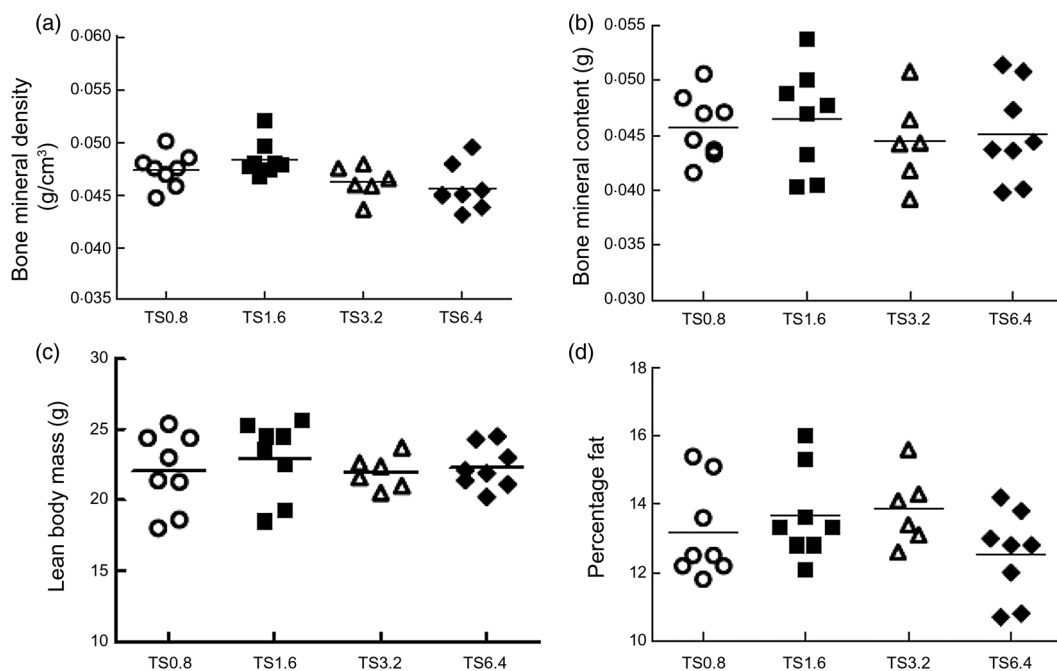 (a)
Bone mineral density
(g/cm³)
0·060
0·055
0·050
0·045
0·040
0·035
TS0.8 TS1.6 TS3.2 TS6.4
(b)
Bone mineral content (g)
0·055
0·050
0·045
0·040
0·035
0·030
TS0.8 TS1.6 TS3.2 TS6.4
(c)
Lean body mass (g)
30
25
20
15
10
TS0.8 TS1.6 TS3.2 TS6.4
(d)
Percentage fat
18
16
14
12
10
TS0.8 TS1.6 TS3.2 TS6.4